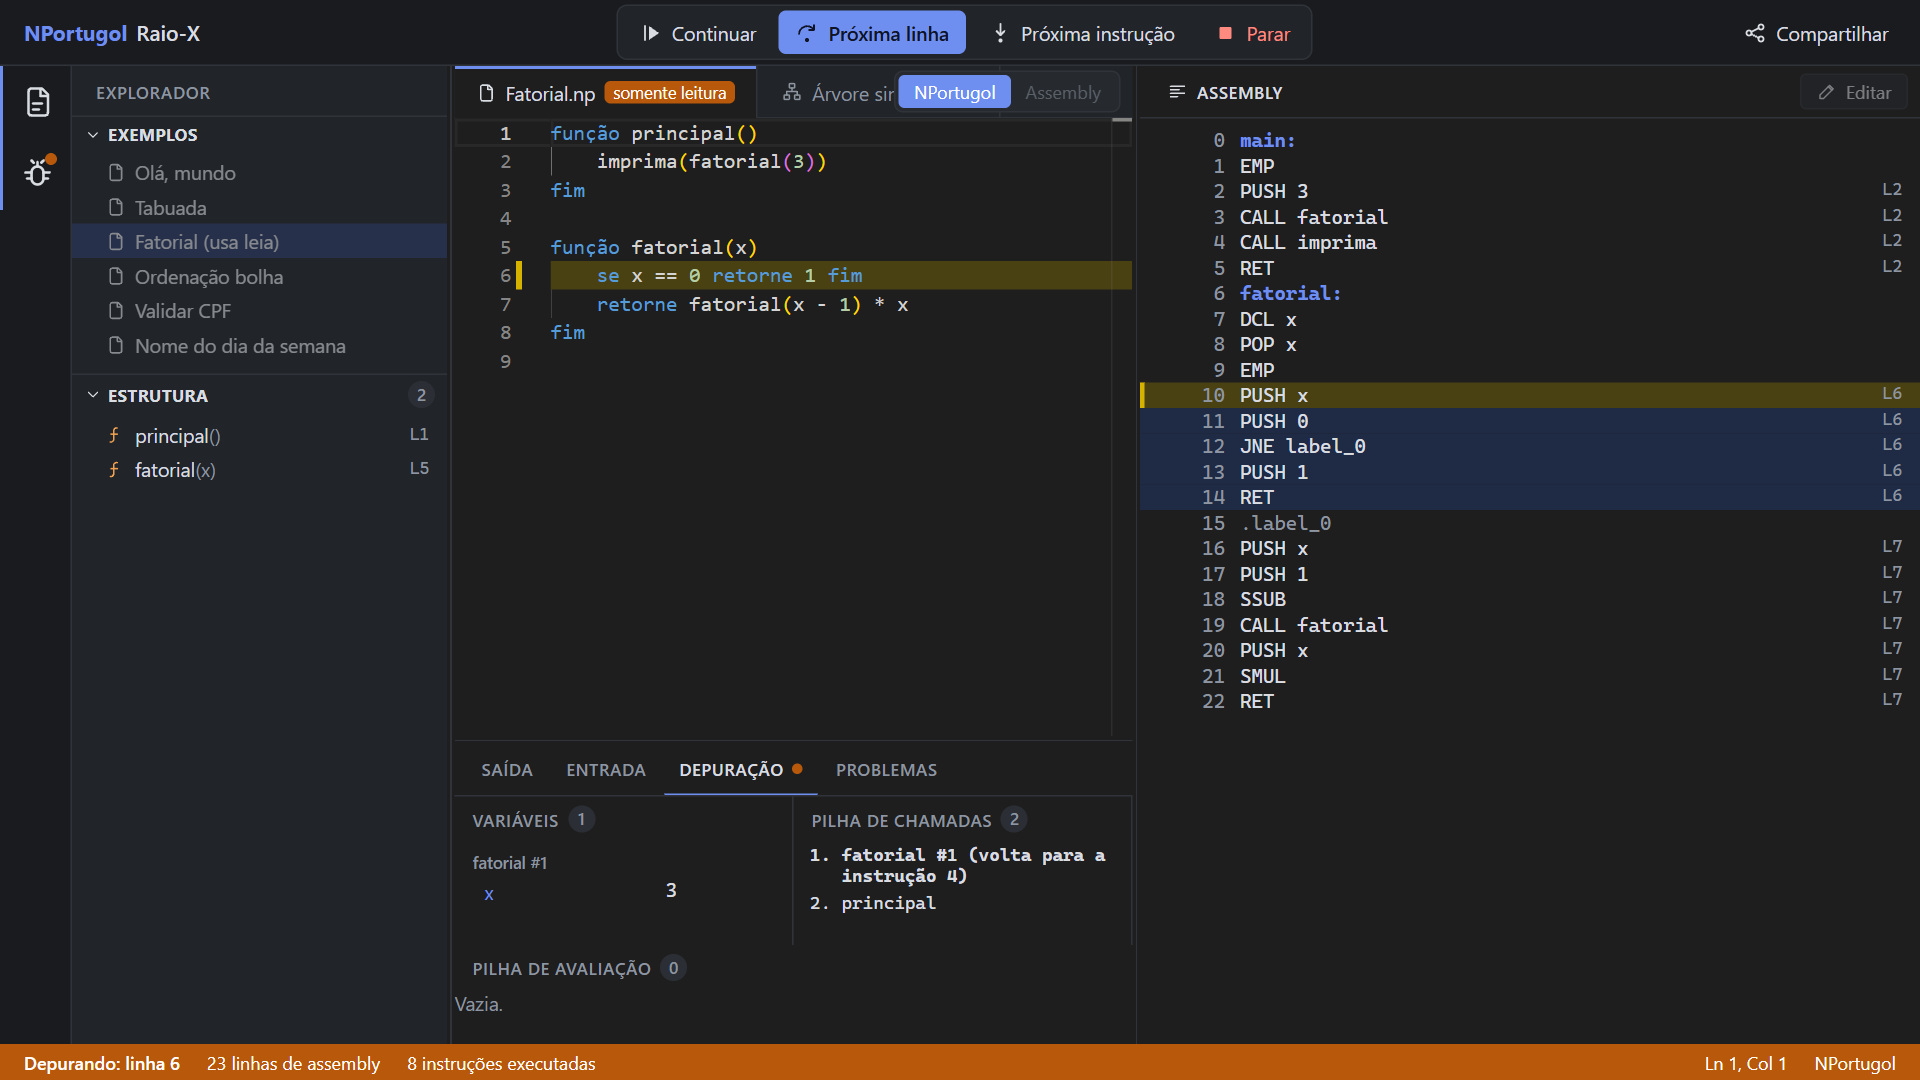 NPortugol Raio-X
Continuar
Próxima linha
Próxima instrução
Parar
Compartilhar
EXPLORADOR
EXEMPLOS
Olá, mundo
Tabuada
Fatorial (usa leia)
Ordenação bolha
Validar CPF
Nome do dia da semana
ESTRUTURA 2
principal() L1
fatorial(x) L5
Fatorial.np somente leitura
Árvore sin
NPortugol
Assembly
1 função principal()
2 imprima(fatorial(3))
3 fim
4
5 função fatorial(x)
6 se x == 0 retorne 1 fim
7 retorne fatorial(x - 1) * x
8 fim
9
SAÍDA
ENTRADA
DEPURAÇÃO
PROBLEMAS
VARIÁVEIS 1
fatorial #1
x 3
PILHA DE CHAMADAS 2
1. fatorial #1 (volta para a
instrução 4)
2. principal
PILHA DE AVALIAÇÃO 0
Vazia.
ASSEMBLY
Editar
0 main:
1 EMP
2 PUSH 3 L2
3 CALL fatorial L2
4 CALL imprima L2
5 RET L2
6 fatorial:
7 DCL x
8 POP x
9 EMP
10 PUSH x L6
11 PUSH 0 L6
12 JNE label_0 L6
13 PUSH 1 L6
14 RET L6
15 .label_0
16 PUSH x L7
17 PUSH 1 L7
18 SSUB L7
19 CALL fatorial L7
20 PUSH x L7
21 SMUL L7
22 RET L7
Depurando: linha 6
23 linhas de assembly
8 instruções executadas
Ln 1, Col 1
NPortugol